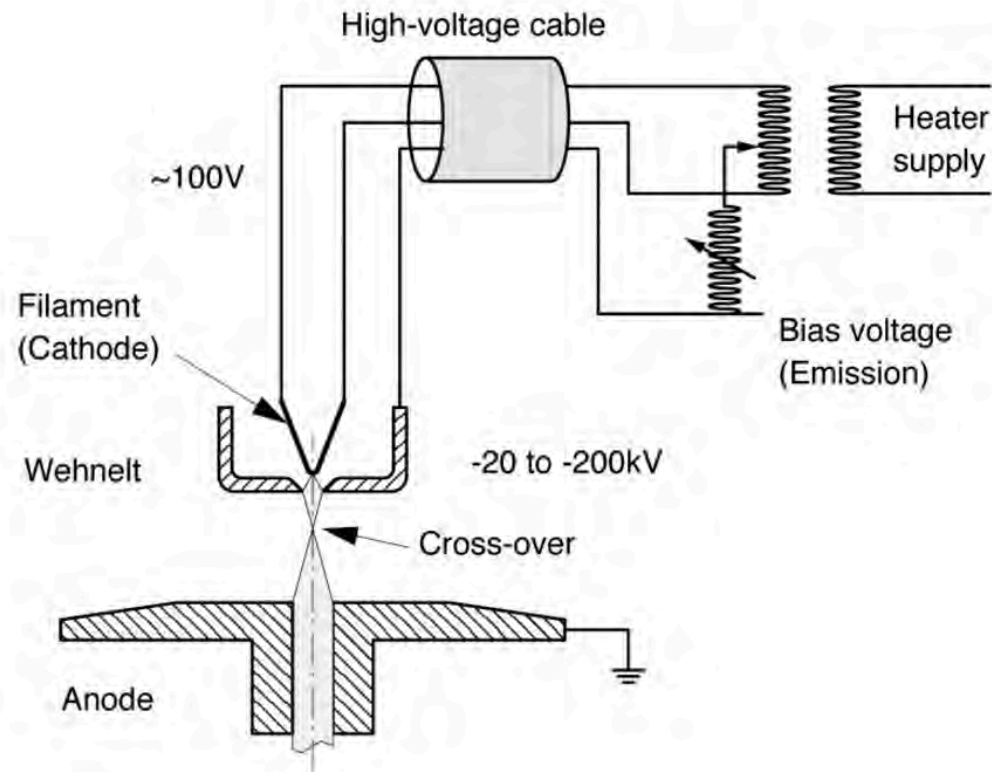 High-voltage cable
Heater
supply
~100V
Filament
(Cathode)
Bias voltage
(Emission)
Wehnelt
-20 to -200kV
Cross-over
Anode